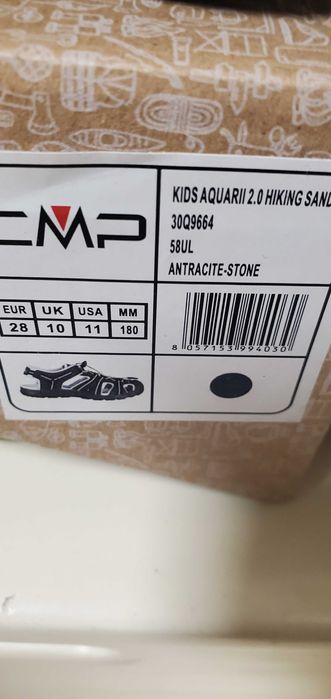 CMP
KIDS AQUARII 2.0 HIKING
30Q9664
58UL
ANTRACITE-STONE
EUR UK USA MM
28 10 11 180
8 057153 994030